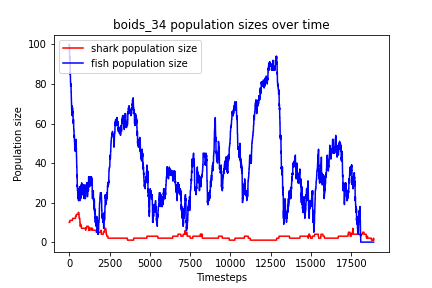 boids_34 population sizes over time
shark population size
fish population size
Population size
100
80
60
40
20
0
0 2500 5000 7500 10000 12500 15000 17500
Timesteps